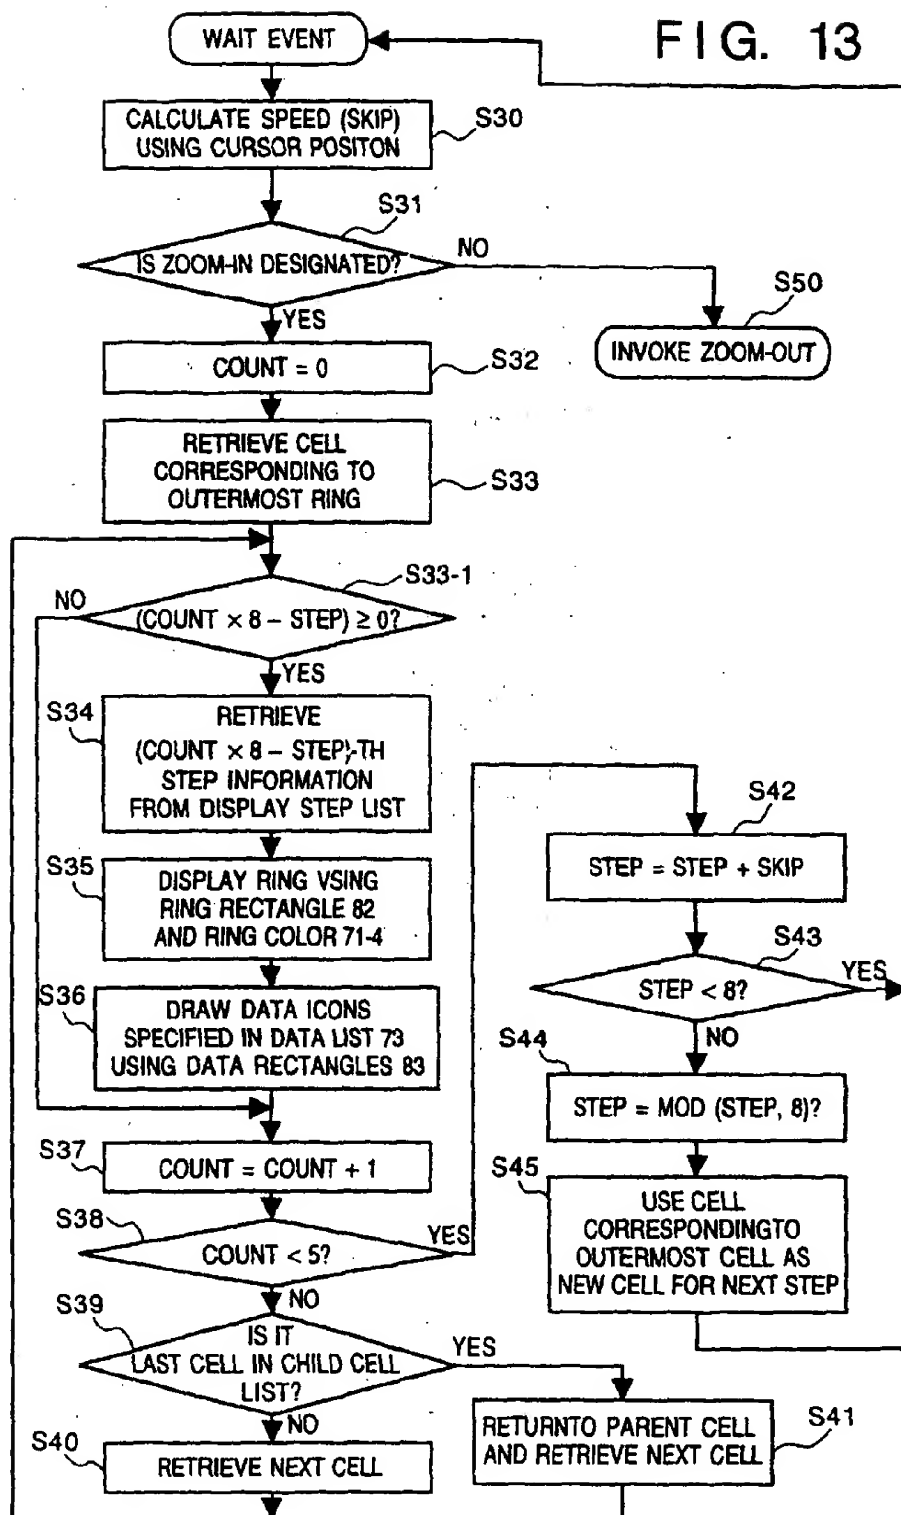 FIG. 13
WAIT EVENT
CALCULATE SPEED (SKIP)
USING CURSOR POSITON
S30
S31
IS ZOOM-IN DESIGNATED?
NO
YES
S50
INVOKE ZOOM-OUT
COUNT = 0
S32
RETRIEVE CELL
CORRESPONDING TO
OUTERMOST RING
S33
S33-1
NO
(COUNT × 8 – STEP) ≥ 0?
YES
S34
RETRIEVE
(COUNT × 8 – STEP)-TH
STEP INFORMATION
FROM DISPLAY STEP LIST
S35
DISPLAY RING VSING
RING RECTANGLE 82
AND RING COLOR 71-4
S36
DRAW DATA ICONS
SPECIFIED IN DATA LIST 73
USING DATA RECTANGLES 83
S37
COUNT = COUNT + 1
S38
COUNT < 5?
YES
NO
S39
IS IT
LAST CELL IN CHILD CELL
LIST?
YES
NO
S40
RETRIEVE NEXT CELL
RETURNTO PARENT CELL
AND RETRIEVE NEXT CELL
S41
S42
STEP = STEP + SKIP
S43
STEP < 8?
YES
NO
S44
STEP = MOD (STEP, 8)?
S45
USE CELL
CORRESPONDINGTO
OUTERMOST CELL AS
NEW CELL FOR NEXT STEP